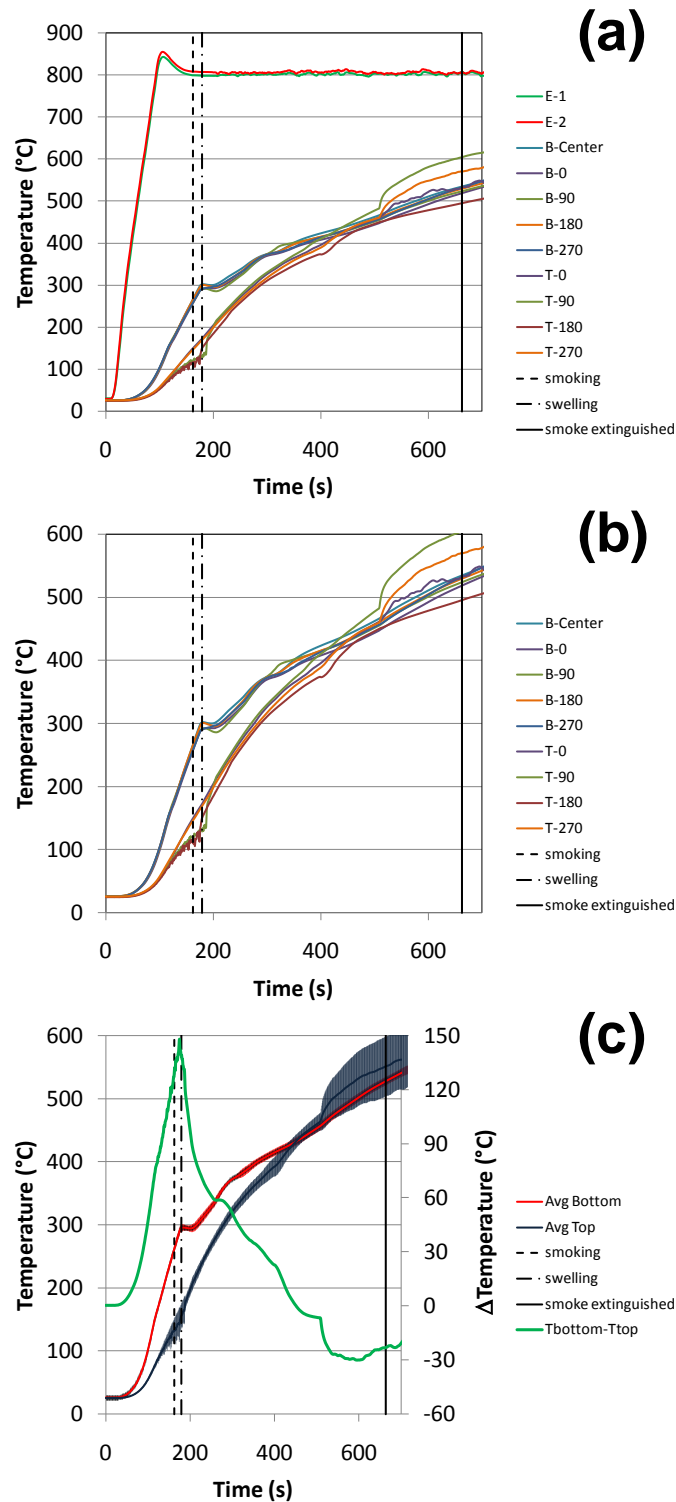 (a)
900
800
700
600
500
400
300
200
100
0
Temperature (°C)
0 200 400 600
Time (s)
E-1
E-2
B-Center
B-0
B-90
B-180
B-270
T-0
T-90
T-180
T-270
smoking
swelling
smoke extinguished
(b)
600
500
400
300
200
100
0
Temperature (°C)
0 200 400 600
Time (s)
B-Center
B-0
B-90
B-180
B-270
T-0
T-90
T-180
T-270
smoking
swelling
smoke extinguished
(c)
600
500
400
300
200
100
0
Temperature (°C)
150
120
90
60
30
0
-30
-60
ΔTemperature (°C)
0 200 400 600
Time (s)
Avg Bottom
Avg Top
smoking
swelling
smoke extinguished
Tbottom-Ttop